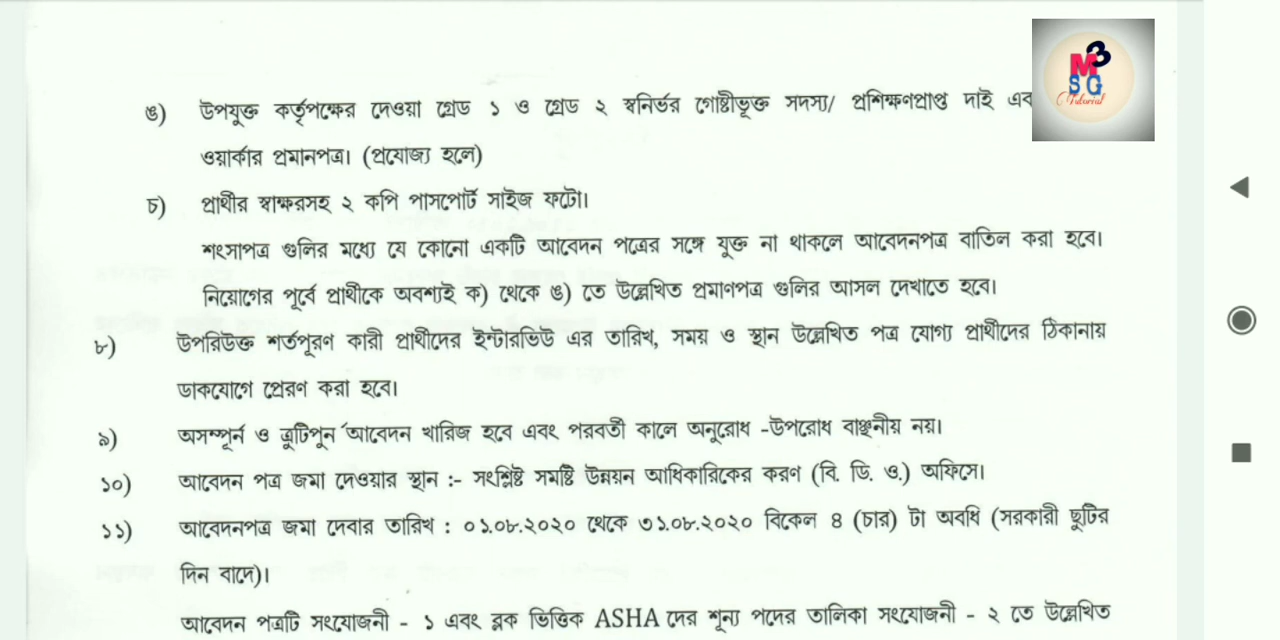 M3
SG
Tutorial
ঙ) উপযুক্ত কর্তৃপক্ষের দেওয়া গ্রেড ১ ও গ্রেড ২ স্বনির্ভর গোষ্টীভূক্ত সদস্য/ প্রশিক্ষণপ্রাপ্ত দাই এব
ওয়ার্কার প্রমানপত্র। (প্রযোজ্য হলে)
চ) প্রার্থীর স্বাক্ষরসহ ২ কপি পাসপোর্ট সাইজ ফটো।
শংসাপত্র গুলির মধ্যে যে কোনো একটি আবেদন পত্রের সঙ্গে যুক্ত না থাকলে আবেদনপত্র বাতিল করা হবে।
নিয়োগের পূর্বে প্রার্থীকে অবশ্যই ক) থেকে ঙ) তে উল্লেখিত প্রমাণপত্র গুলির আসল দেখাতে হবে।
৮) উপরিউক্ত শর্তপূরণ কারী প্রার্থীদের ইন্টারভিউ এর তারিখ, সময় ও স্থান উল্লেখিত পত্র যোগ্য প্রার্থীদের ঠিকানায়
ডাকযোগে প্রেরণ করা হবে।
৯) অসম্পূর্ন ও ত্রুটিপুর্ন আবেদন খারিজ হবে এবং পরবর্তী কালে অনুরোধ -উপরোধ বাঞ্ছনীয় নয়।
১০) আবেদন পত্র জমা দেওয়ার স্থান :- সংশ্লিষ্ট সমষ্টি উন্নয়ন আধিকারিকের করণ (বি. ডি. ও.) অফিসে।
১১) আবেদনপত্র জমা দেবার তারিখ : ০১.০৮.২০২০ থেকে ৩১.০৮.২০২০ বিকেল ৪ (চার) টা অবধি (সরকারী ছুটির
দিন বাদে)।
আবেদন পত্রটি সংযোজনী - ১ এবং ব্লক ভিত্তিক ASHA দের শূন্য পদের তালিকা সংযোজনী - ২ তে উল্লেখিত